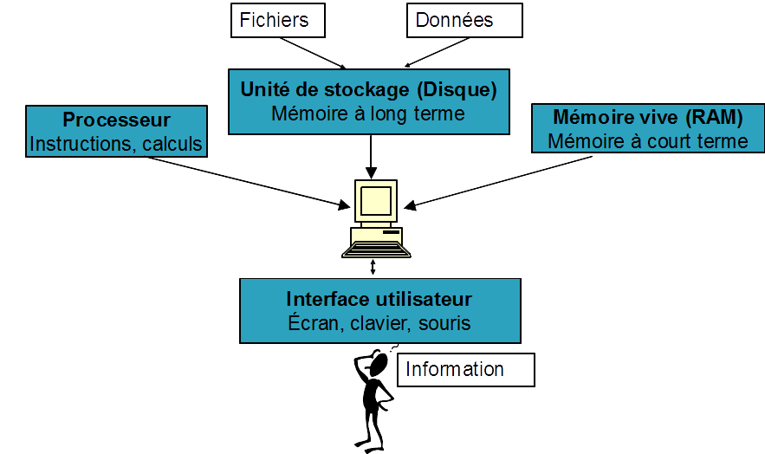 Fichiers
Données
Unité de stockage (Disque)
Mémoire à long terme
Processeur
Instructions, calculs
Mémoire vive (RAM)
Mémoire à court terme
Interface utilisateur
Écran, clavier, souris
Information